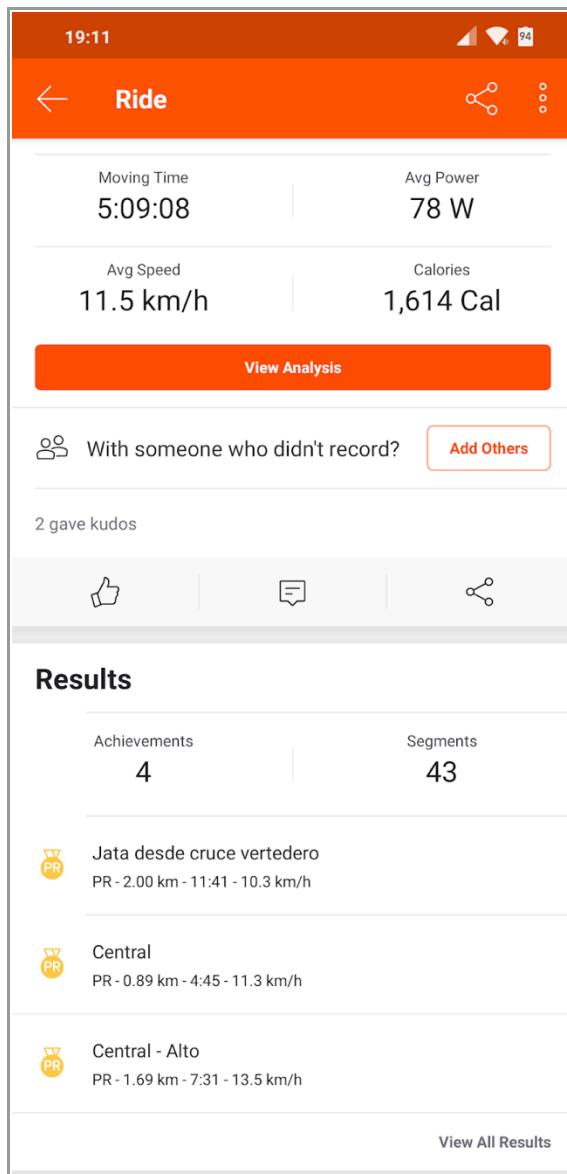 19:11
94
Ride
Moving Time
5:09:08
Avg Power
78 W
Avg Speed
11.5 km/h
Calories
1,614 Cal
View Analysis
With someone who didn't record?
Add Others
2 gave kudos
Results
Achievements
4
Segments
43
PR
Jata desde cruce vertedero
PR - 2.00 km - 11:41 - 10.3 km/h
PR
Central
PR - 0.89 km - 4:45 - 11.3 km/h
PR
Central - Alto
PR - 1.69 km - 7:31 - 13.5 km/h
View All Results